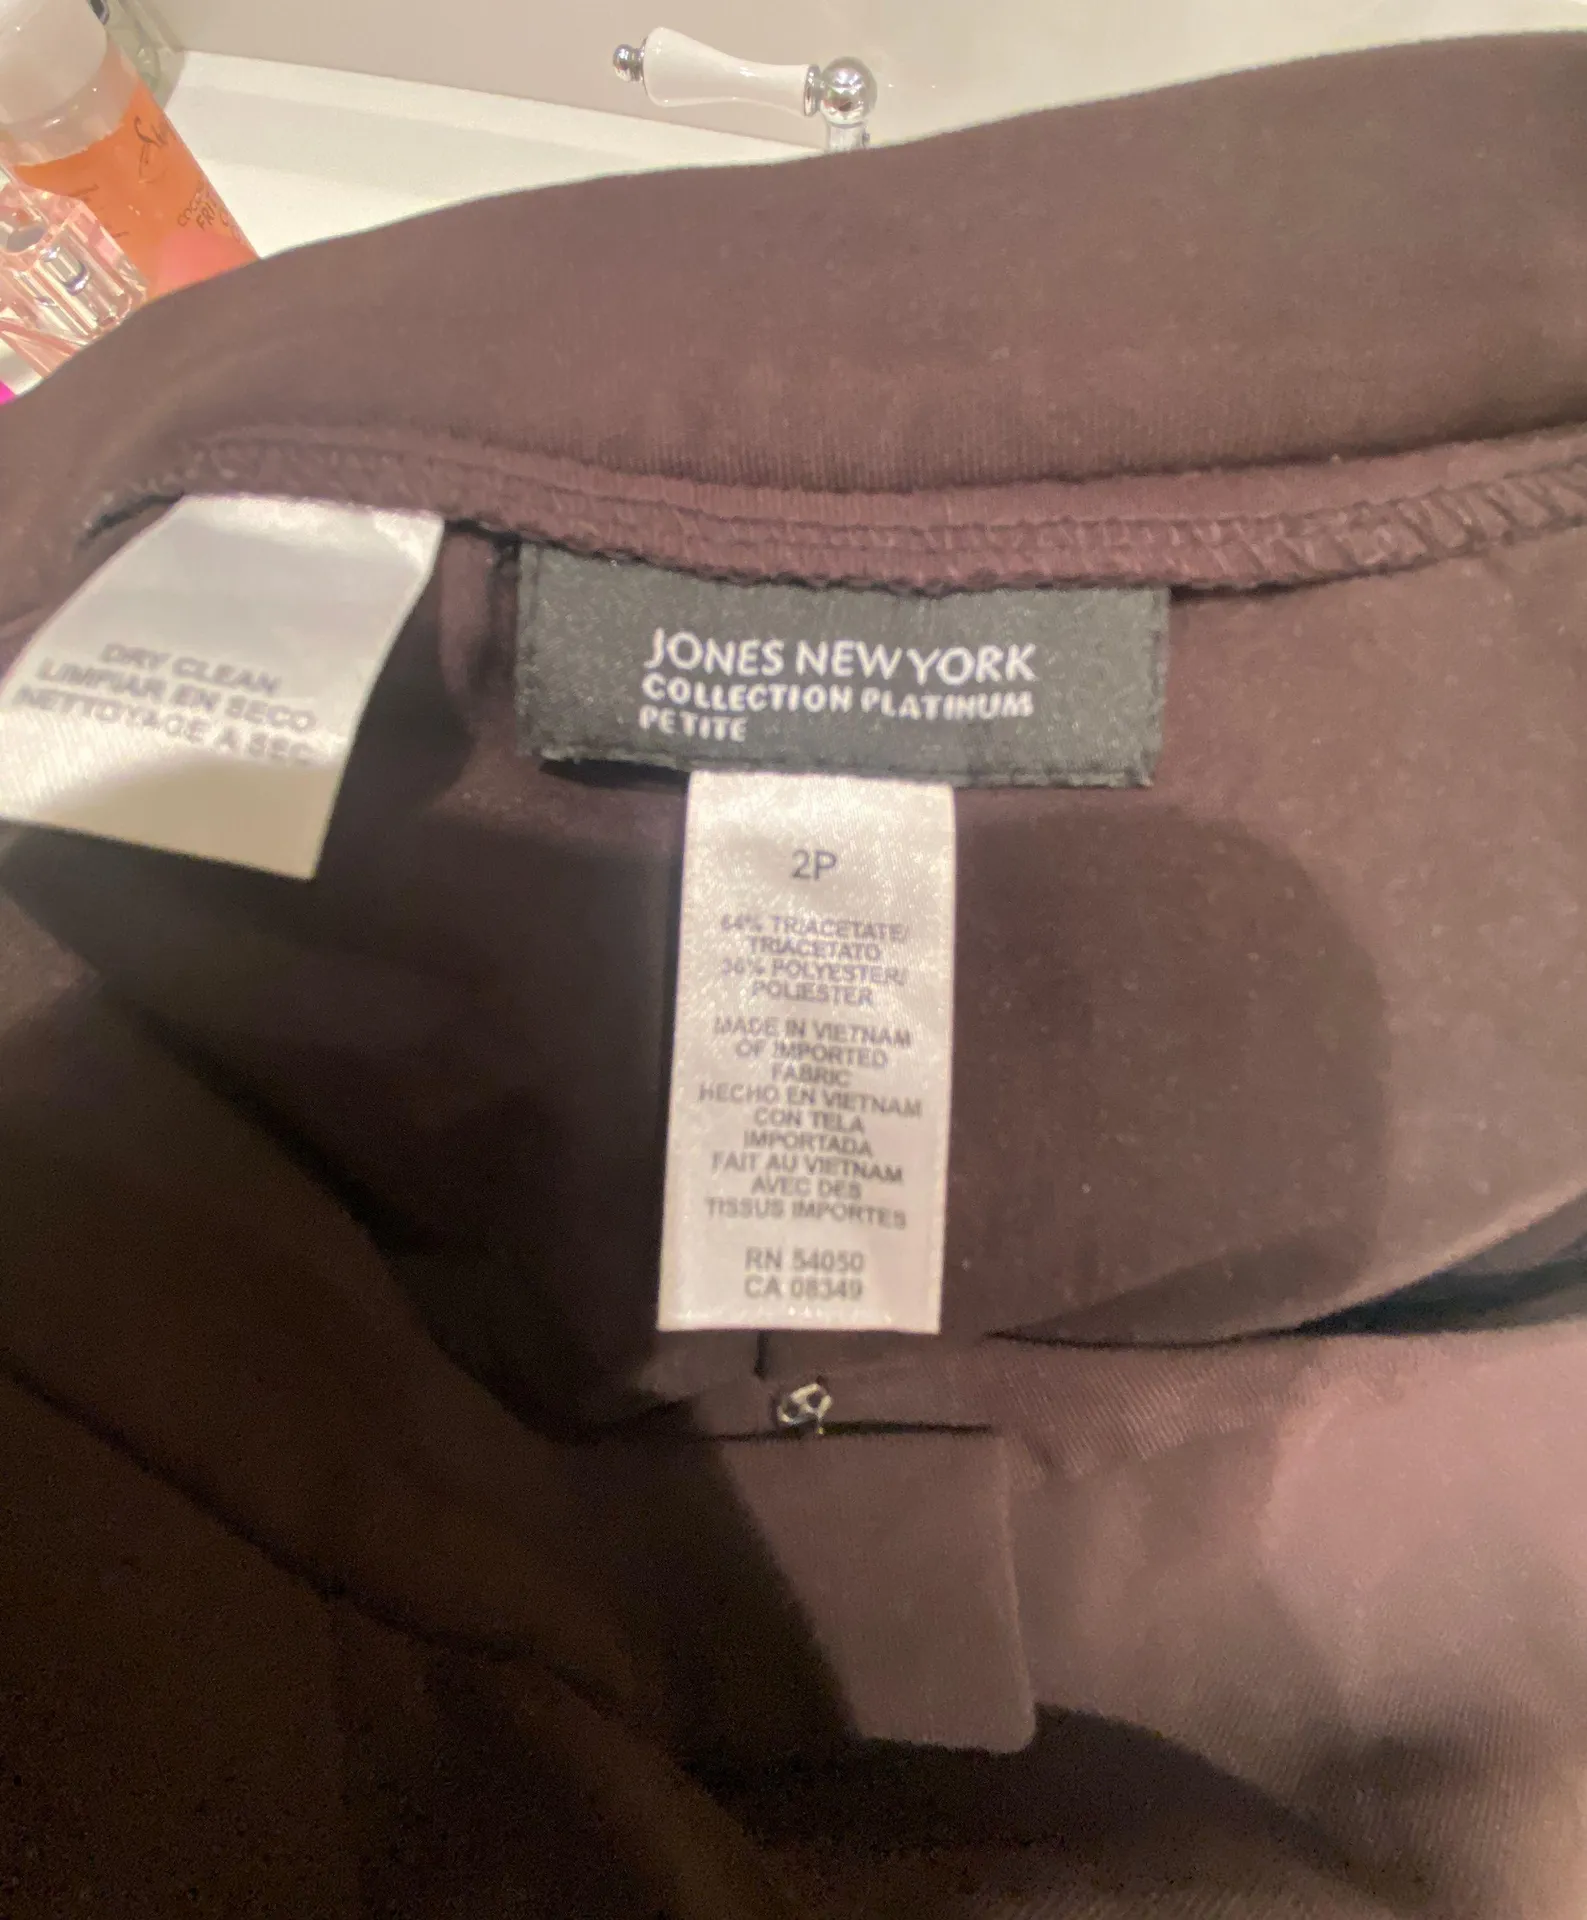 DRY CLEAN
LIMPIAR EN SECO
NETTOYAGE A SEC
JONES NEW YORK
COLLECTION PLATINUM
PETITE
2P
64% TRIACETATE/
TRIACETATO
36% POLYESTER/
POLIESTER
MADE IN VIETNAM
OF IMPORTED
FABRIC
HECHO EN VIETNAM
CON TELA
IMPORTADA
FAIT AU VIETNAM
AVEC DES
TISSUS IMPORTES
RN 54050
CA 08349